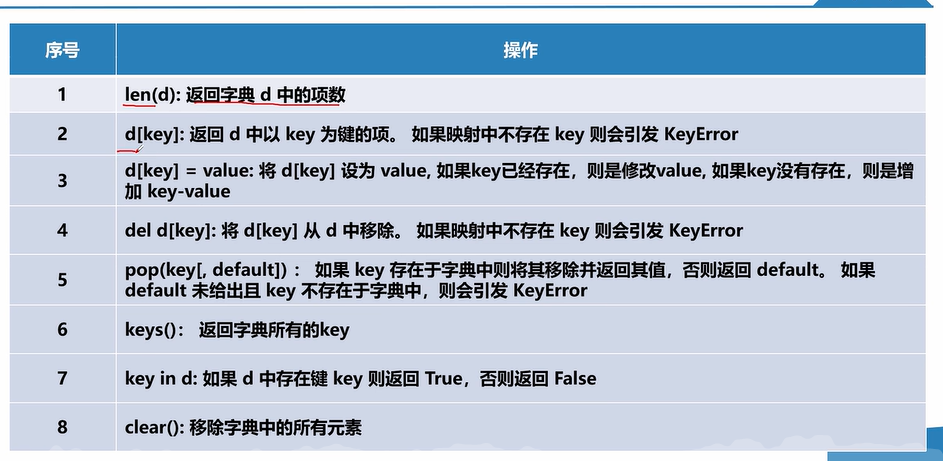 序号 操作
1 len(d): 返回字典 d 中的项数
2 d[key]: 返回 d 中以 key 为键的项。 如果映射中不存在 key 则会引发 KeyError
3 d[key] = value: 将 d[key] 设为 value, 如果key已经存在，则是修改value, 如果key没有存在，则是增
加 key-value
4 del d[key]: 将 d[key] 从 d 中移除。 如果映射中不存在 key 则会引发 KeyError
5 pop(key[, default]) ： 如果 key 存在于字典中则将其移除并返回其值，否则返回 default。 如果
default 未给出且 key 不存在于字典中，则会引发 KeyError
6 keys()： 返回字典所有的key
7 key in d: 如果 d 中存在键 key 则返回 True，否则返回 False
8 clear(): 移除字典中的所有元素